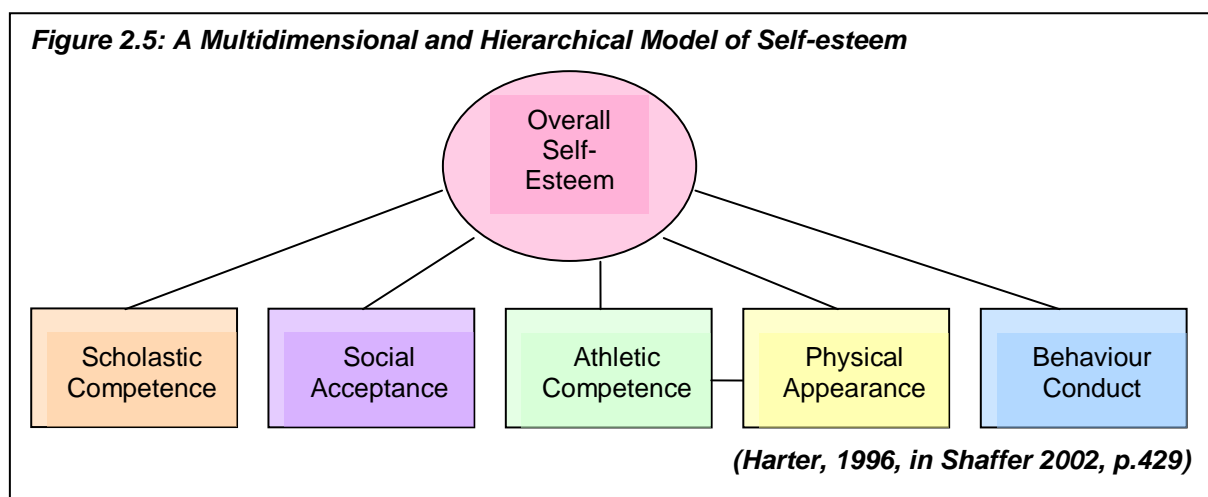 Figure 2.5: A Multidimensional and Hierarchical Model of Self-esteem
Overall
Self-
Esteem
Scholastic
Competence
Social
Acceptance
Athletic
Competence
Physical
Appearance
Behaviour
Conduct
(Harter, 1996, in Shaffer 2002, p.429)